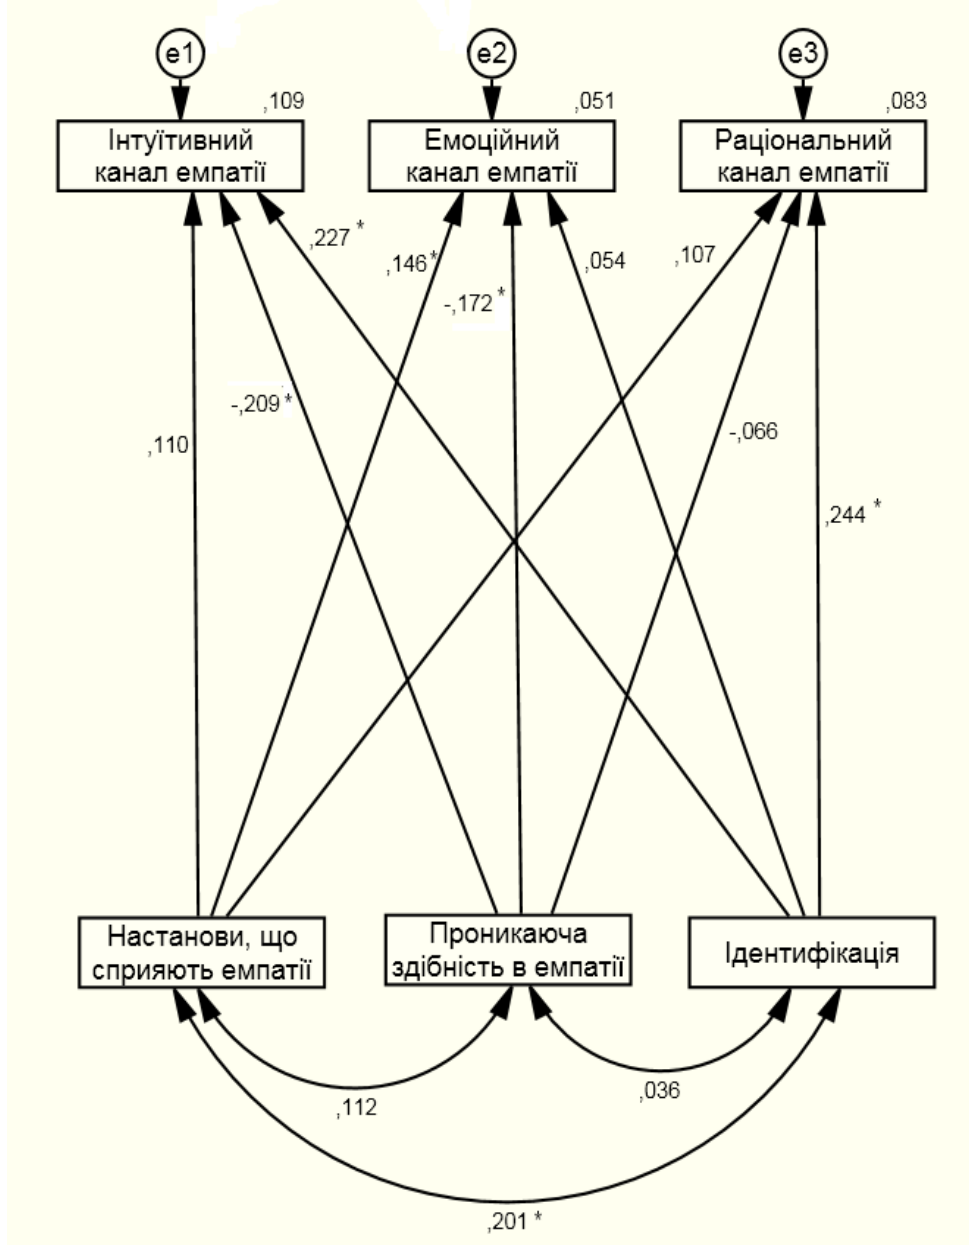 e1
e2
e3
,109
,051
,083
Інтуїтивний
канал емпатії
Емоційний
канал емпатії
Раціональний
канал емпатії
,227 *
,146*
-,172 *
,054
,107
-,209 *
,110
-,066
,244 *
Настанови, що
сприяють емпатії
Проникаюча
здібність в емпатії
Ідентифікація
,112
,036
,201 *